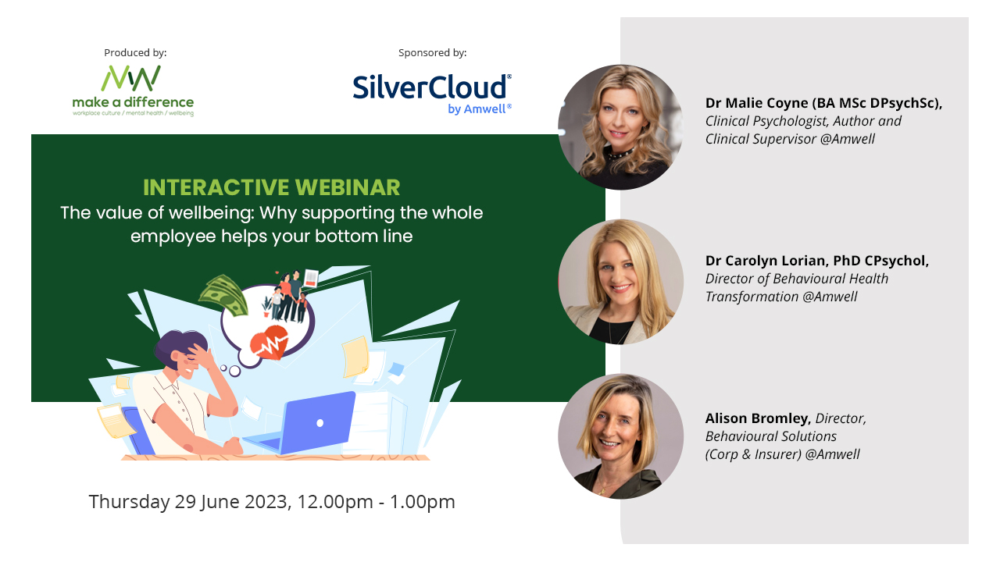 Produced by:
make a difference
workplace culture / mental health / wellbeing
Sponsored by:
SilverCloud®
by Amwell®
INTERACTIVE WEBINAR
The value of wellbeing: Why supporting the whole
employee helps your bottom line
Thursday 29 June 2023, 12.00pm - 1.00pm
Dr Malie Coyne (BA MSc DPsychSc),
Clinical Psychologist, Author and
Clinical Supervisor @Amwell
Dr Carolyn Lorian, PhD CPsychol,
Director of Behavioural Health
Transformation @Amwell
Alison Bromley, Director,
Behavioural Solutions
(Corp & Insurer) @Amwell